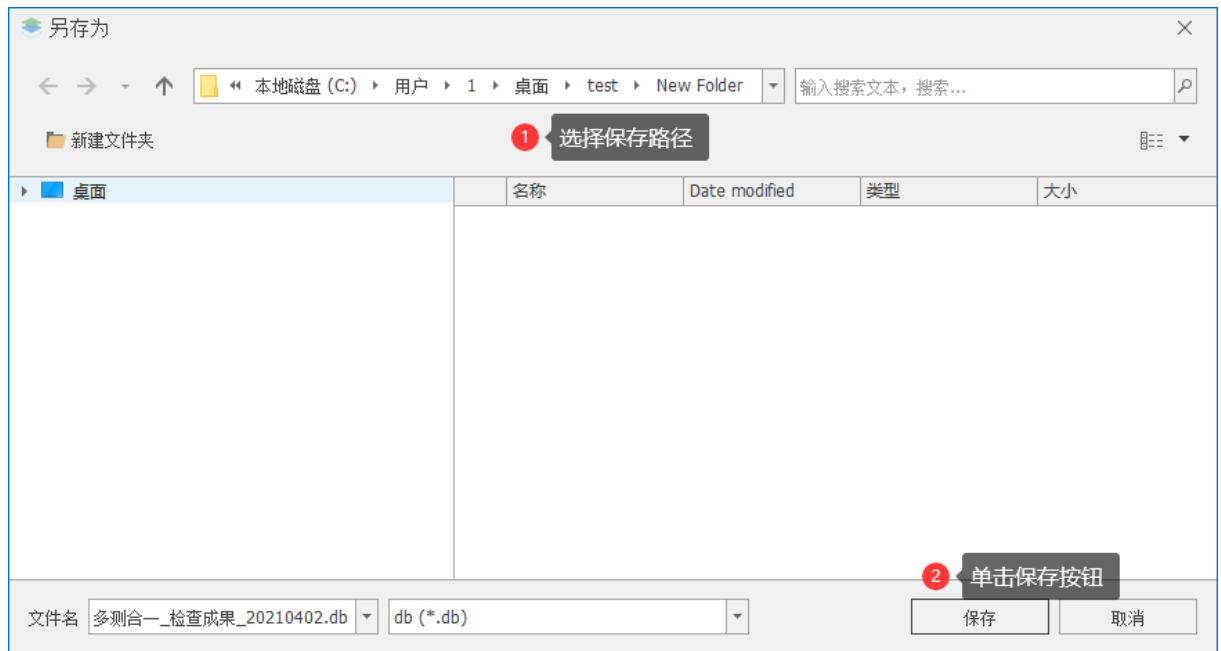 另存为
本地磁盘 (C:) 用户 1 桌面 test New Folder 输入搜索文本，搜索...
新建文件夹 1 选择保存路径
桌面 名称 Date modified 类型 大小
2 单击保存按钮
文件名 多测合一_检查成果_20210402.db db (*.db) 保存 取消